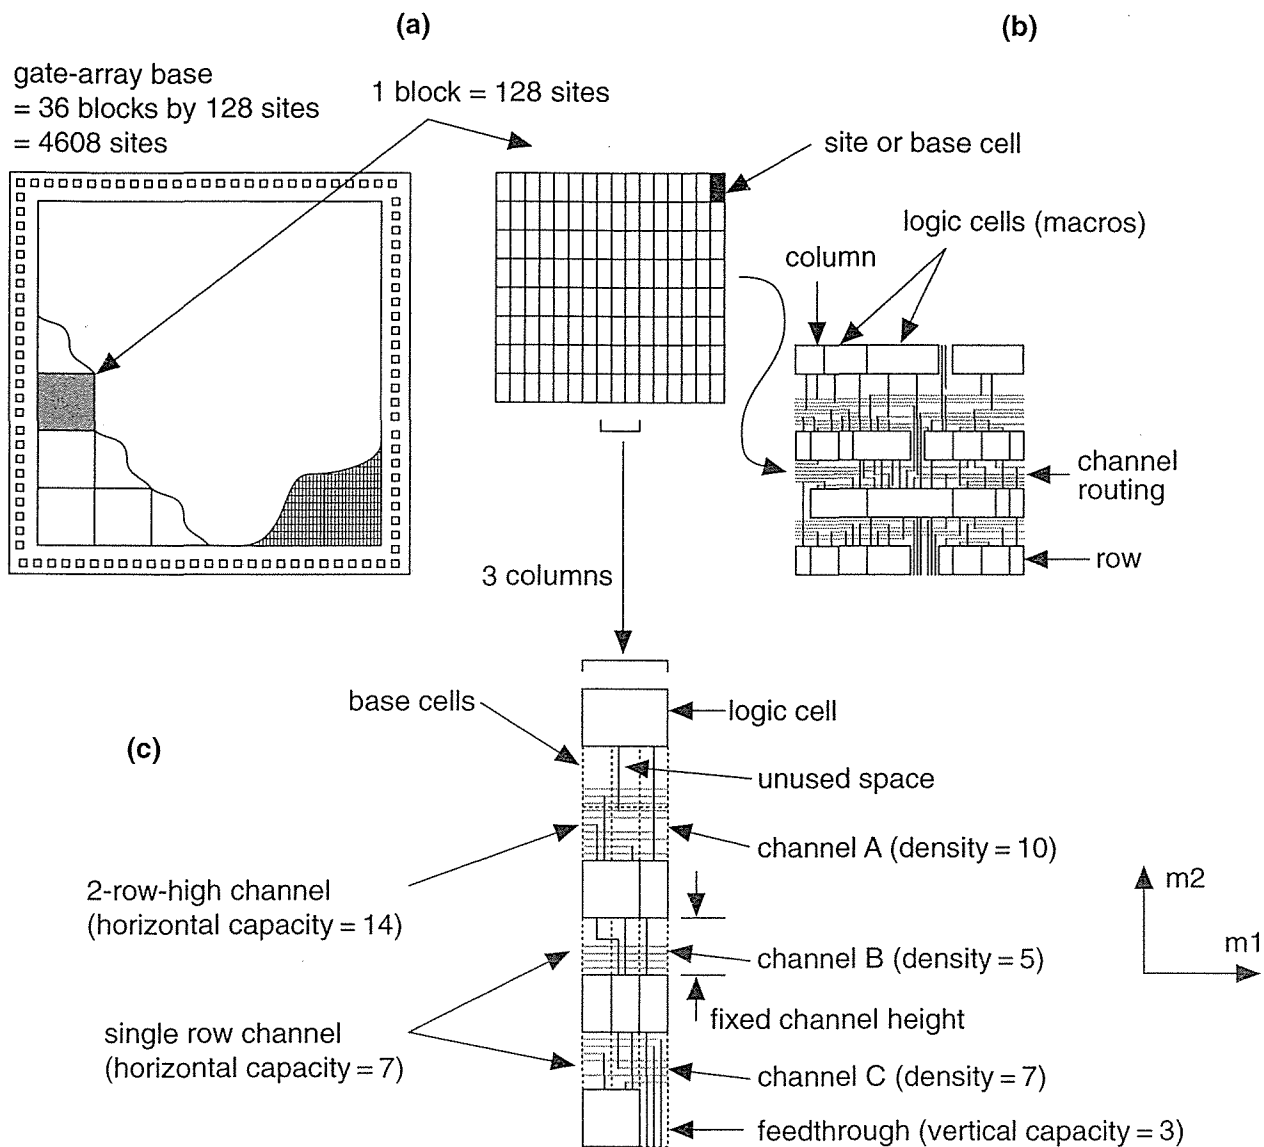 (a)
(b)
gate-array base
= 36 blocks by 128 sites
= 4608 sites
1 block = 128 sites
site or base cell
logic cells (macros)
column
channel
routing
row
3 columns
(c)
base cells
logic cell
unused space
channel A (density = 10)
2-row-high channel
(horizontal capacity = 14)
m2
m1
channel B (density = 5)
fixed channel height
single row channel
(horizontal capacity = 7)
channel C (density = 7)
feedthrough (vertical capacity = 3)